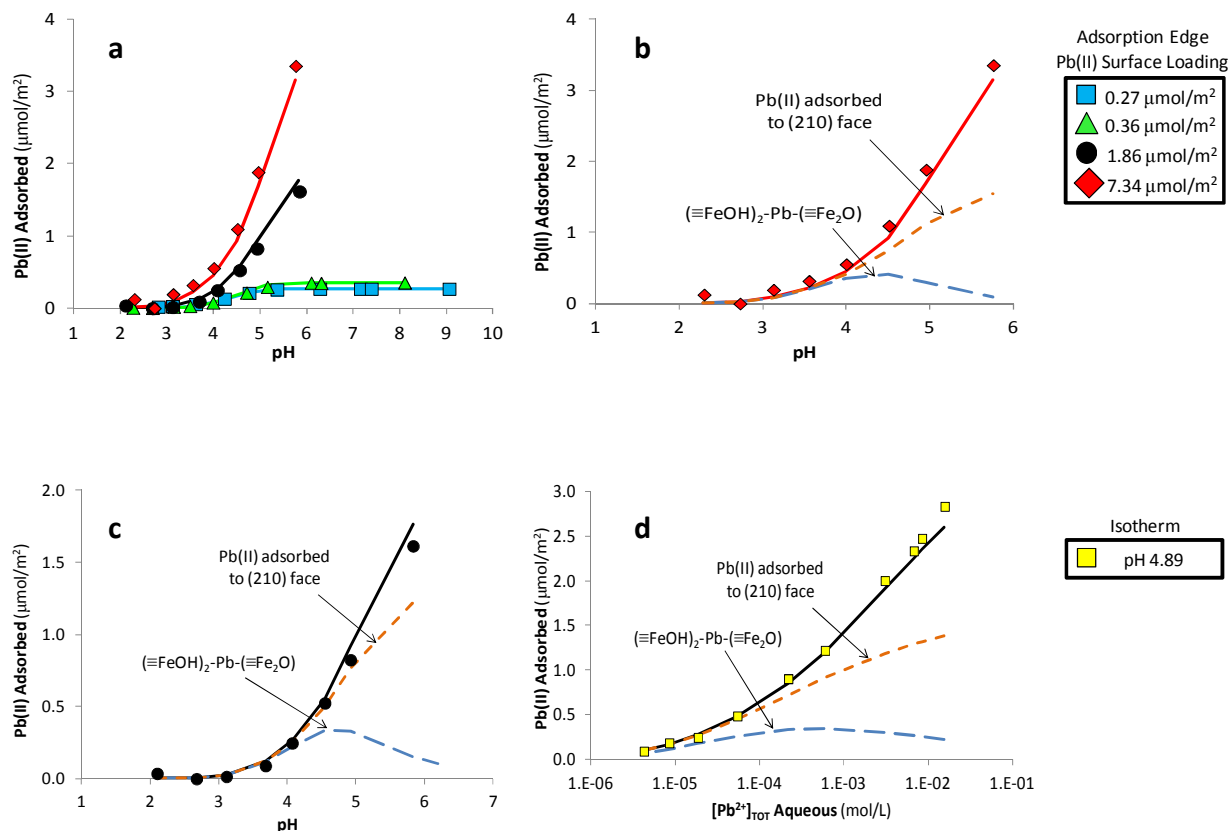 a
Pb(II) Adsorbed (μmol/m²)
4
3
2
1
0
1 2 3 4 5 6 7 8 9 10
pH
b
Pb(II) Adsorbed (μmol/m²)
4
3
2
1
0
Pb(II) adsorbed
to (210) face
(≡FeOH)₂-Pb-(≡Fe₂O)
1 2 3 4 5 6
pH
Adsorption Edge
Pb(II) Surface Loading
0.27 μmol/m²
0.36 μmol/m²
1.86 μmol/m²
7.34 μmol/m²
c
Pb(II) Adsorbed (μmol/m²)
2.0
1.5
1.0
0.5
0.0
Pb(II) adsorbed
to (210) face
(≡FeOH)₂-Pb-(≡Fe₂O)
1 2 3 4 5 6 7
pH
d
Pb(II) Adsorbed (μmol/m²)
3.0
2.5
2.0
1.5
1.0
0.5
0.0
Pb(II) adsorbed
to (210) face
(≡FeOH)₂-Pb-(≡Fe₂O)
1.E-06 1.E-05 1.E-04 1.E-03 1.E-02 1.E-01
[Pb²⁺]TOT Aqueous (mol/L)
Isotherm
pH 4.89